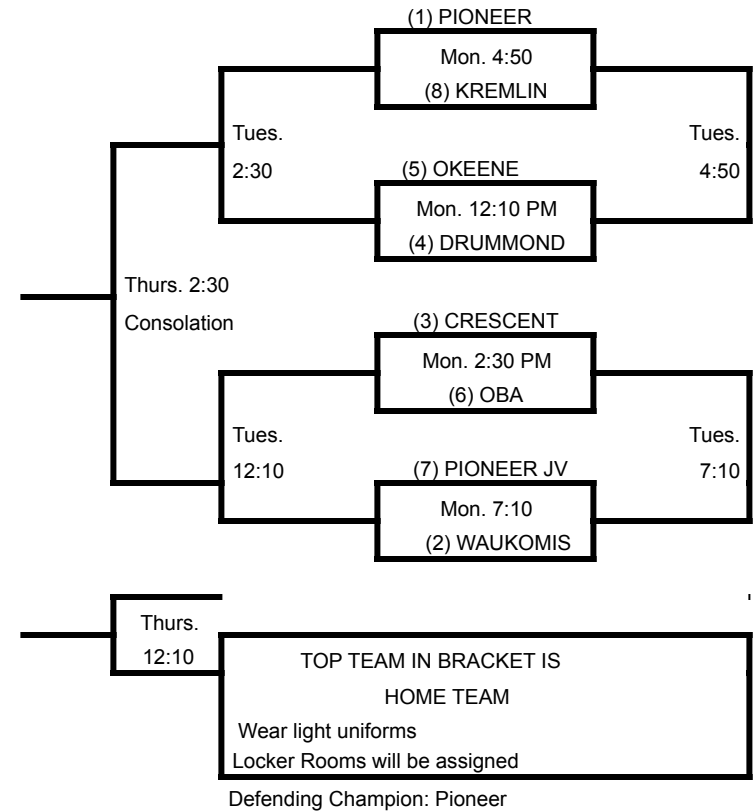 (1) PIONEER
Mon. 4:50
(8) KREMLIN
Tues.
2:30
Tues.
4:50
(5) OKEENE
Mon. 12:10 PM
(4) DRUMMOND
Thurs. 2:30
Consolation
(3) CRESCENT
Mon. 2:30 PM
(6) OBA
Tues.
12:10
Tues.
7:10
(7) PIONEER JV
Mon. 7:10
(2) WAUKOMIS
Thurs.
12:10
TOP TEAM IN BRACKET IS
HOME TEAM
Wear light uniforms
Locker Rooms will be assigned
Defending Champion: Pioneer